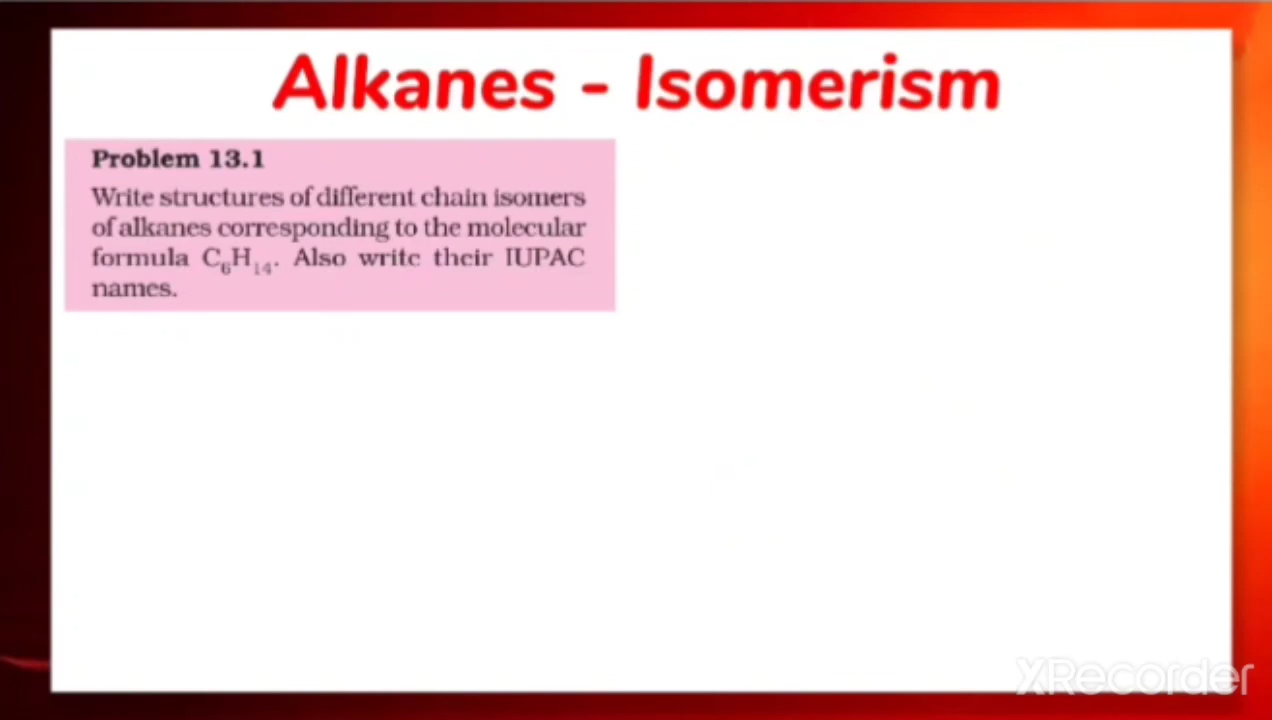 Alkanes - Isomerism
Problem 13.1
Write structures of different chain isomers
of alkanes corresponding to the molecular
formula C₆H₁₄. Also write their IUPAC
names.
XRecorder